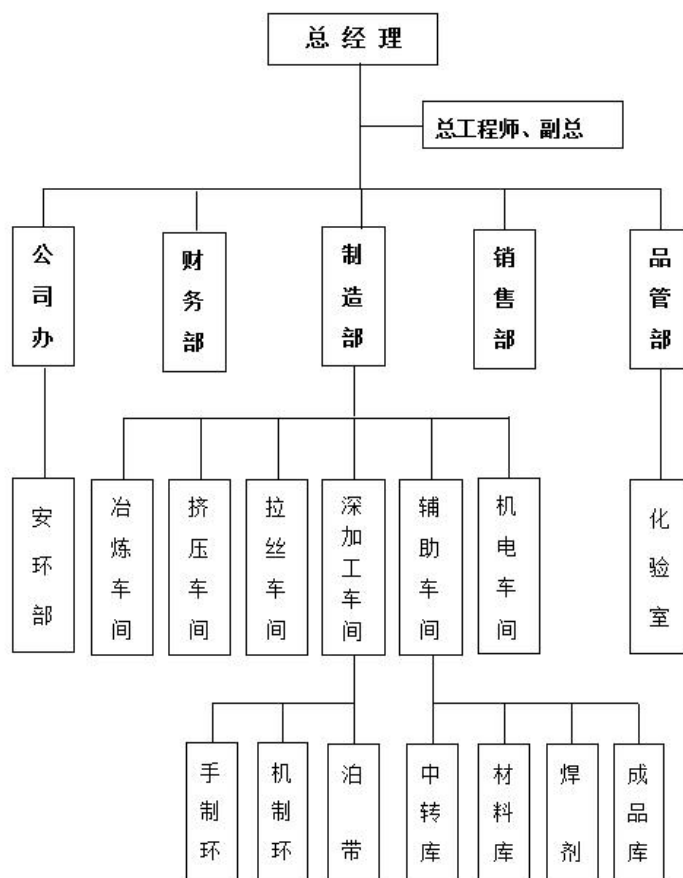 总经理
总工程师、副总
公司办
财务部
制造部
销售部
品管部
安环部
冶炼车间
挤压车间
拉丝车间
深加工车间
辅助车间
机电车间
化验室
手制环
机制环
泊带
中转库
材料库
焊剂
成品库